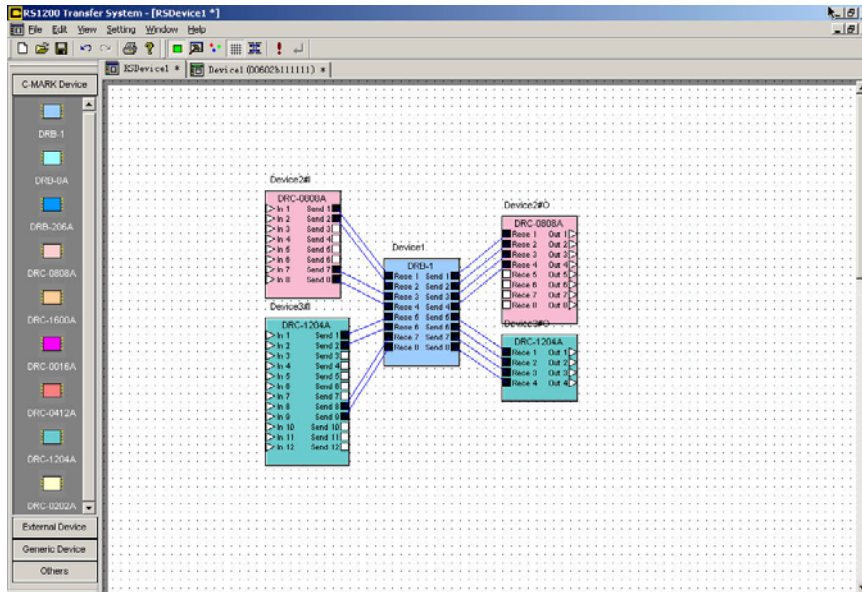 RS1200 Transfer System - [RSDevice1 *]
File Edit View Setting Window Help
RSDevice1 *
Device1(00602b111111) *
C-MARK Device
DRB-1
DRB-8A
DRB-206A
DRC-0808A
DRC-1600A
DRC-0016A
DRC-0412A
DRC-1204A
DRC-0202A
External Device
Generic Device
Others
Device2#I
DRC-0808A
In 1 Send 1
In 2 Send 2
In 3 Send 3
In 4 Send 4
In 5 Send 5
In 6 Send 6
In 7 Send 7
In 8 Send 8
Device3#I
DRC-1204A
In 1 Send 1
In 2 Send 2
In 3 Send 3
In 4 Send 4
In 5 Send 5
In 6 Send 6
In 7 Send 7
In 8 Send 8
In 9 Send 9
In 10 Send 10
In 11 Send 11
In 12 Send 12
Device1
DRB-1
Rece 1 Send 1
Rece 2 Send 2
Rece 3 Send 3
Rece 4 Send 4
Rece 5 Send 5
Rece 6 Send 6
Rece 7 Send 7
Rece 8 Send 8
Device2#O
DRC-0808A
Rece 1 Out 1
Rece 2 Out 2
Rece 3 Out 3
Rece 4 Out 4
Rece 5 Out 5
Rece 6 Out 6
Rece 7 Out 7
Rece 8 Out 8
Device3#O
DRC-1204A
Rece 1 Out 1
Rece 2 Out 2
Rece 3 Out 3
Rece 4 Out 4